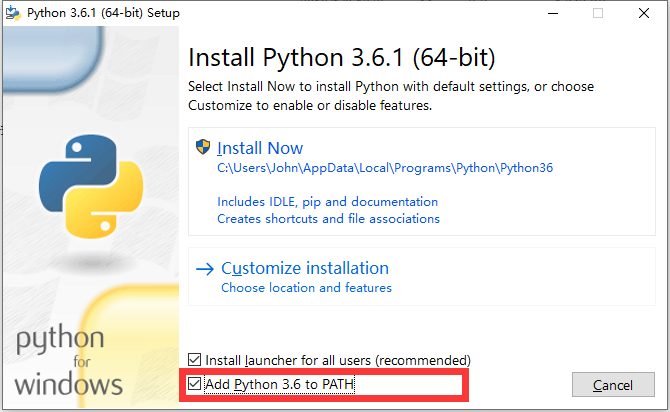 Python 3.6.1 (64-bit) Setup
Install Python 3.6.1 (64-bit)
Select Install Now to install Python with default settings, or choose
Customize to enable or disable features.
Install Now
C:\Users\John\AppData\Local\Programs\Python\Python36
Includes IDLE, pip and documentation
Creates shortcuts and file associations
Customize installation
Choose location and features
python
for
windows
Install launcher for all users (recommended)
Add Python 3.6 to PATH
Cancel